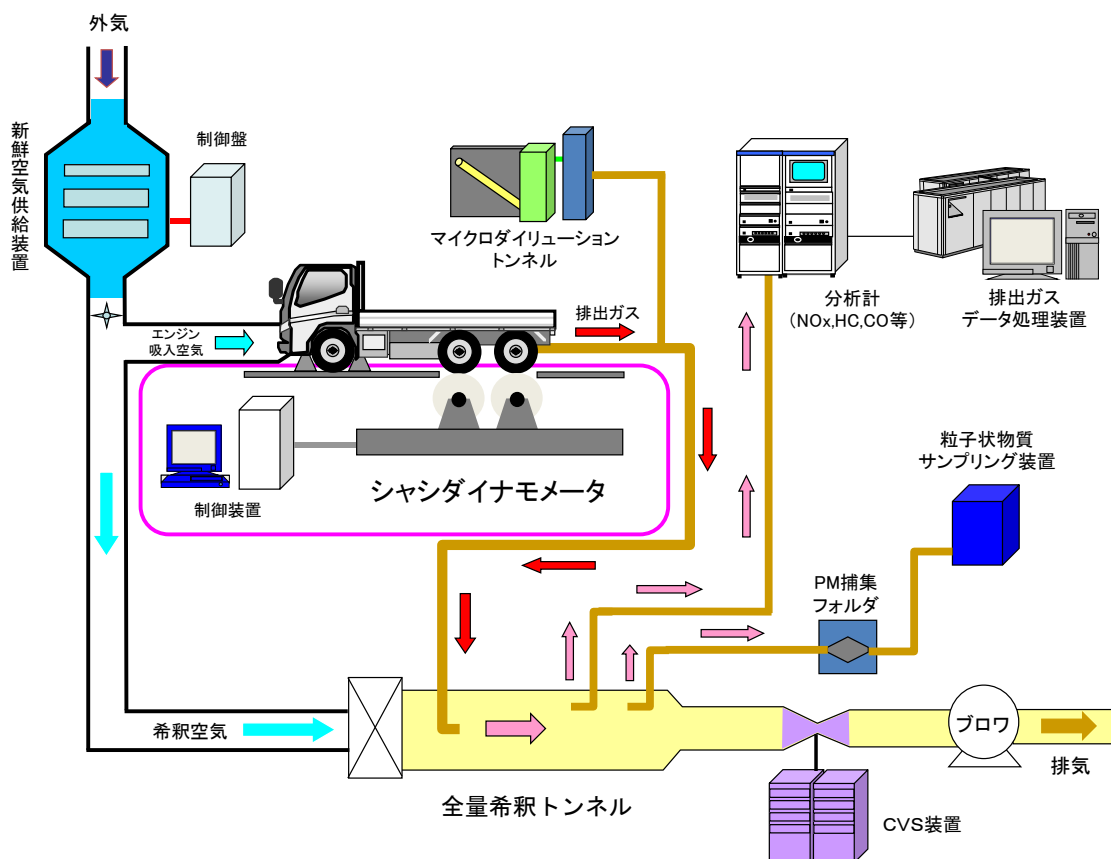 外気
新鮮空気供給装置
制御盤
マイクロダイリューション
トンネル
エンジン
吸入空気
排出ガス
分析計
（NOx,HC,CO等）
排出ガス
データ処理装置
制御装置
シャシダイナモメータ
粒子状物質
サンプリング装置
PM捕集
フォルダ
希釈空気
ブロワ
排気
全量希釈トンネル
CVS装置